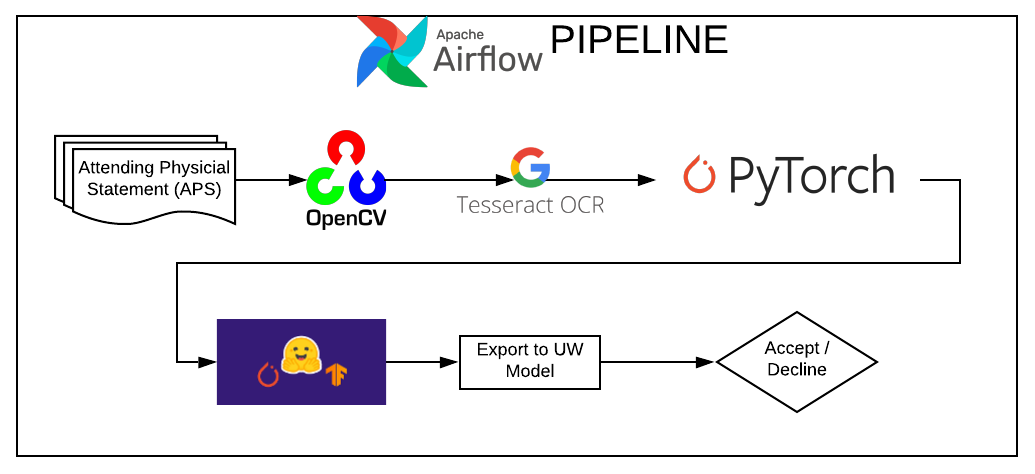 Apache
Airflow PIPELINE
Attending Physicial
Statement (APS)
OpenCV
Tesseract OCR
PyTorch
Export to UW
Model
Accept /
Decline